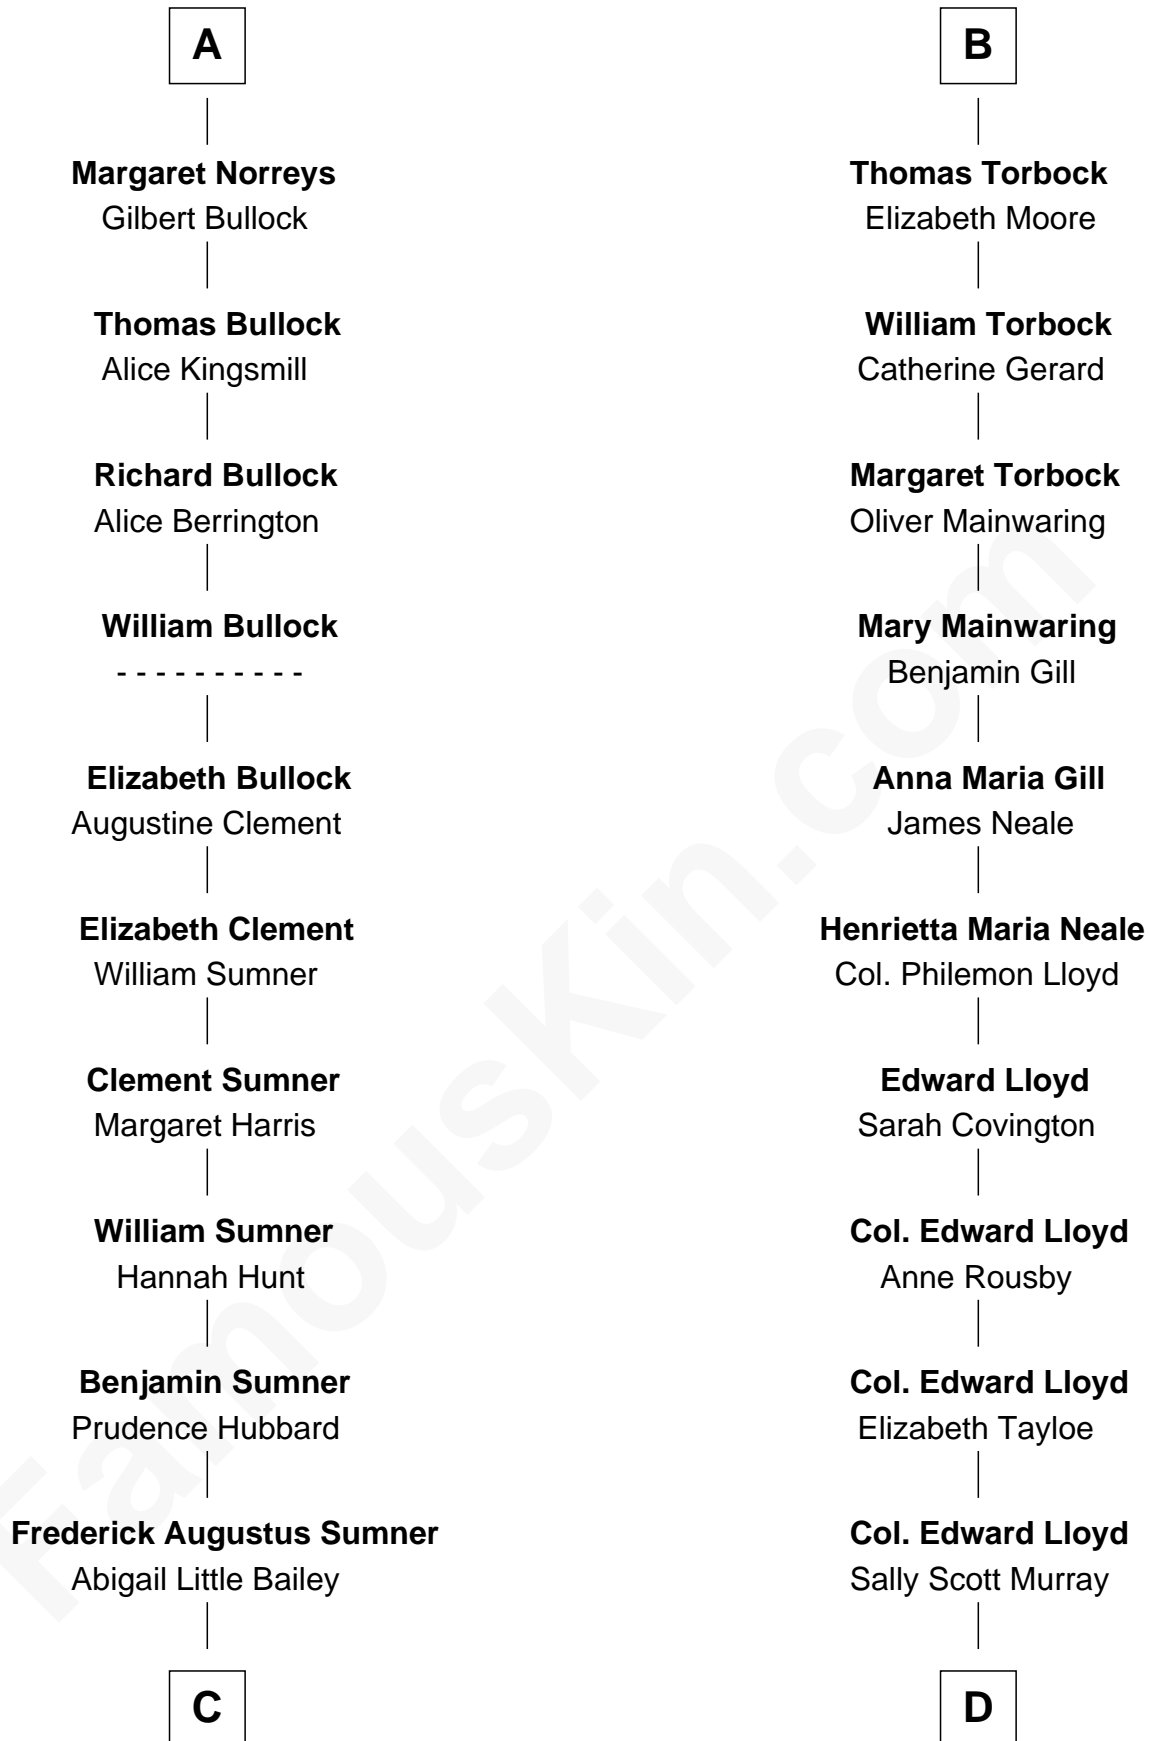 A
Margaret Norreys
Gilbert Bullock
Thomas Bullock
Alice Kingsmill
Richard Bullock
Alice Berrington
William Bullock
- - - - - - - - - -
Elizabeth Bullock
Augustine Clement
Elizabeth Clement
William Sumner
Clement Sumner
Margaret Harris
William Sumner
Hannah Hunt
Benjamin Sumner
Prudence Hubbard
Frederick Augustus Sumner
Abigail Little Bailey
C
B
Thomas Torbock
Elizabeth Moore
William Torbock
Catherine Gerard
Margaret Torbock
Oliver Mainwaring
Mary Mainwaring
Benjamin Gill
Anna Maria Gill
James Neale
Henrietta Maria Neale
Col. Philemon Lloyd
Edward Lloyd
Sarah Covington
Col. Edward Lloyd
Anne Rousby
Col. Edward Lloyd
Elizabeth Tayloe
Col. Edward Lloyd
Sally Scott Murray
D
FamousKin.com